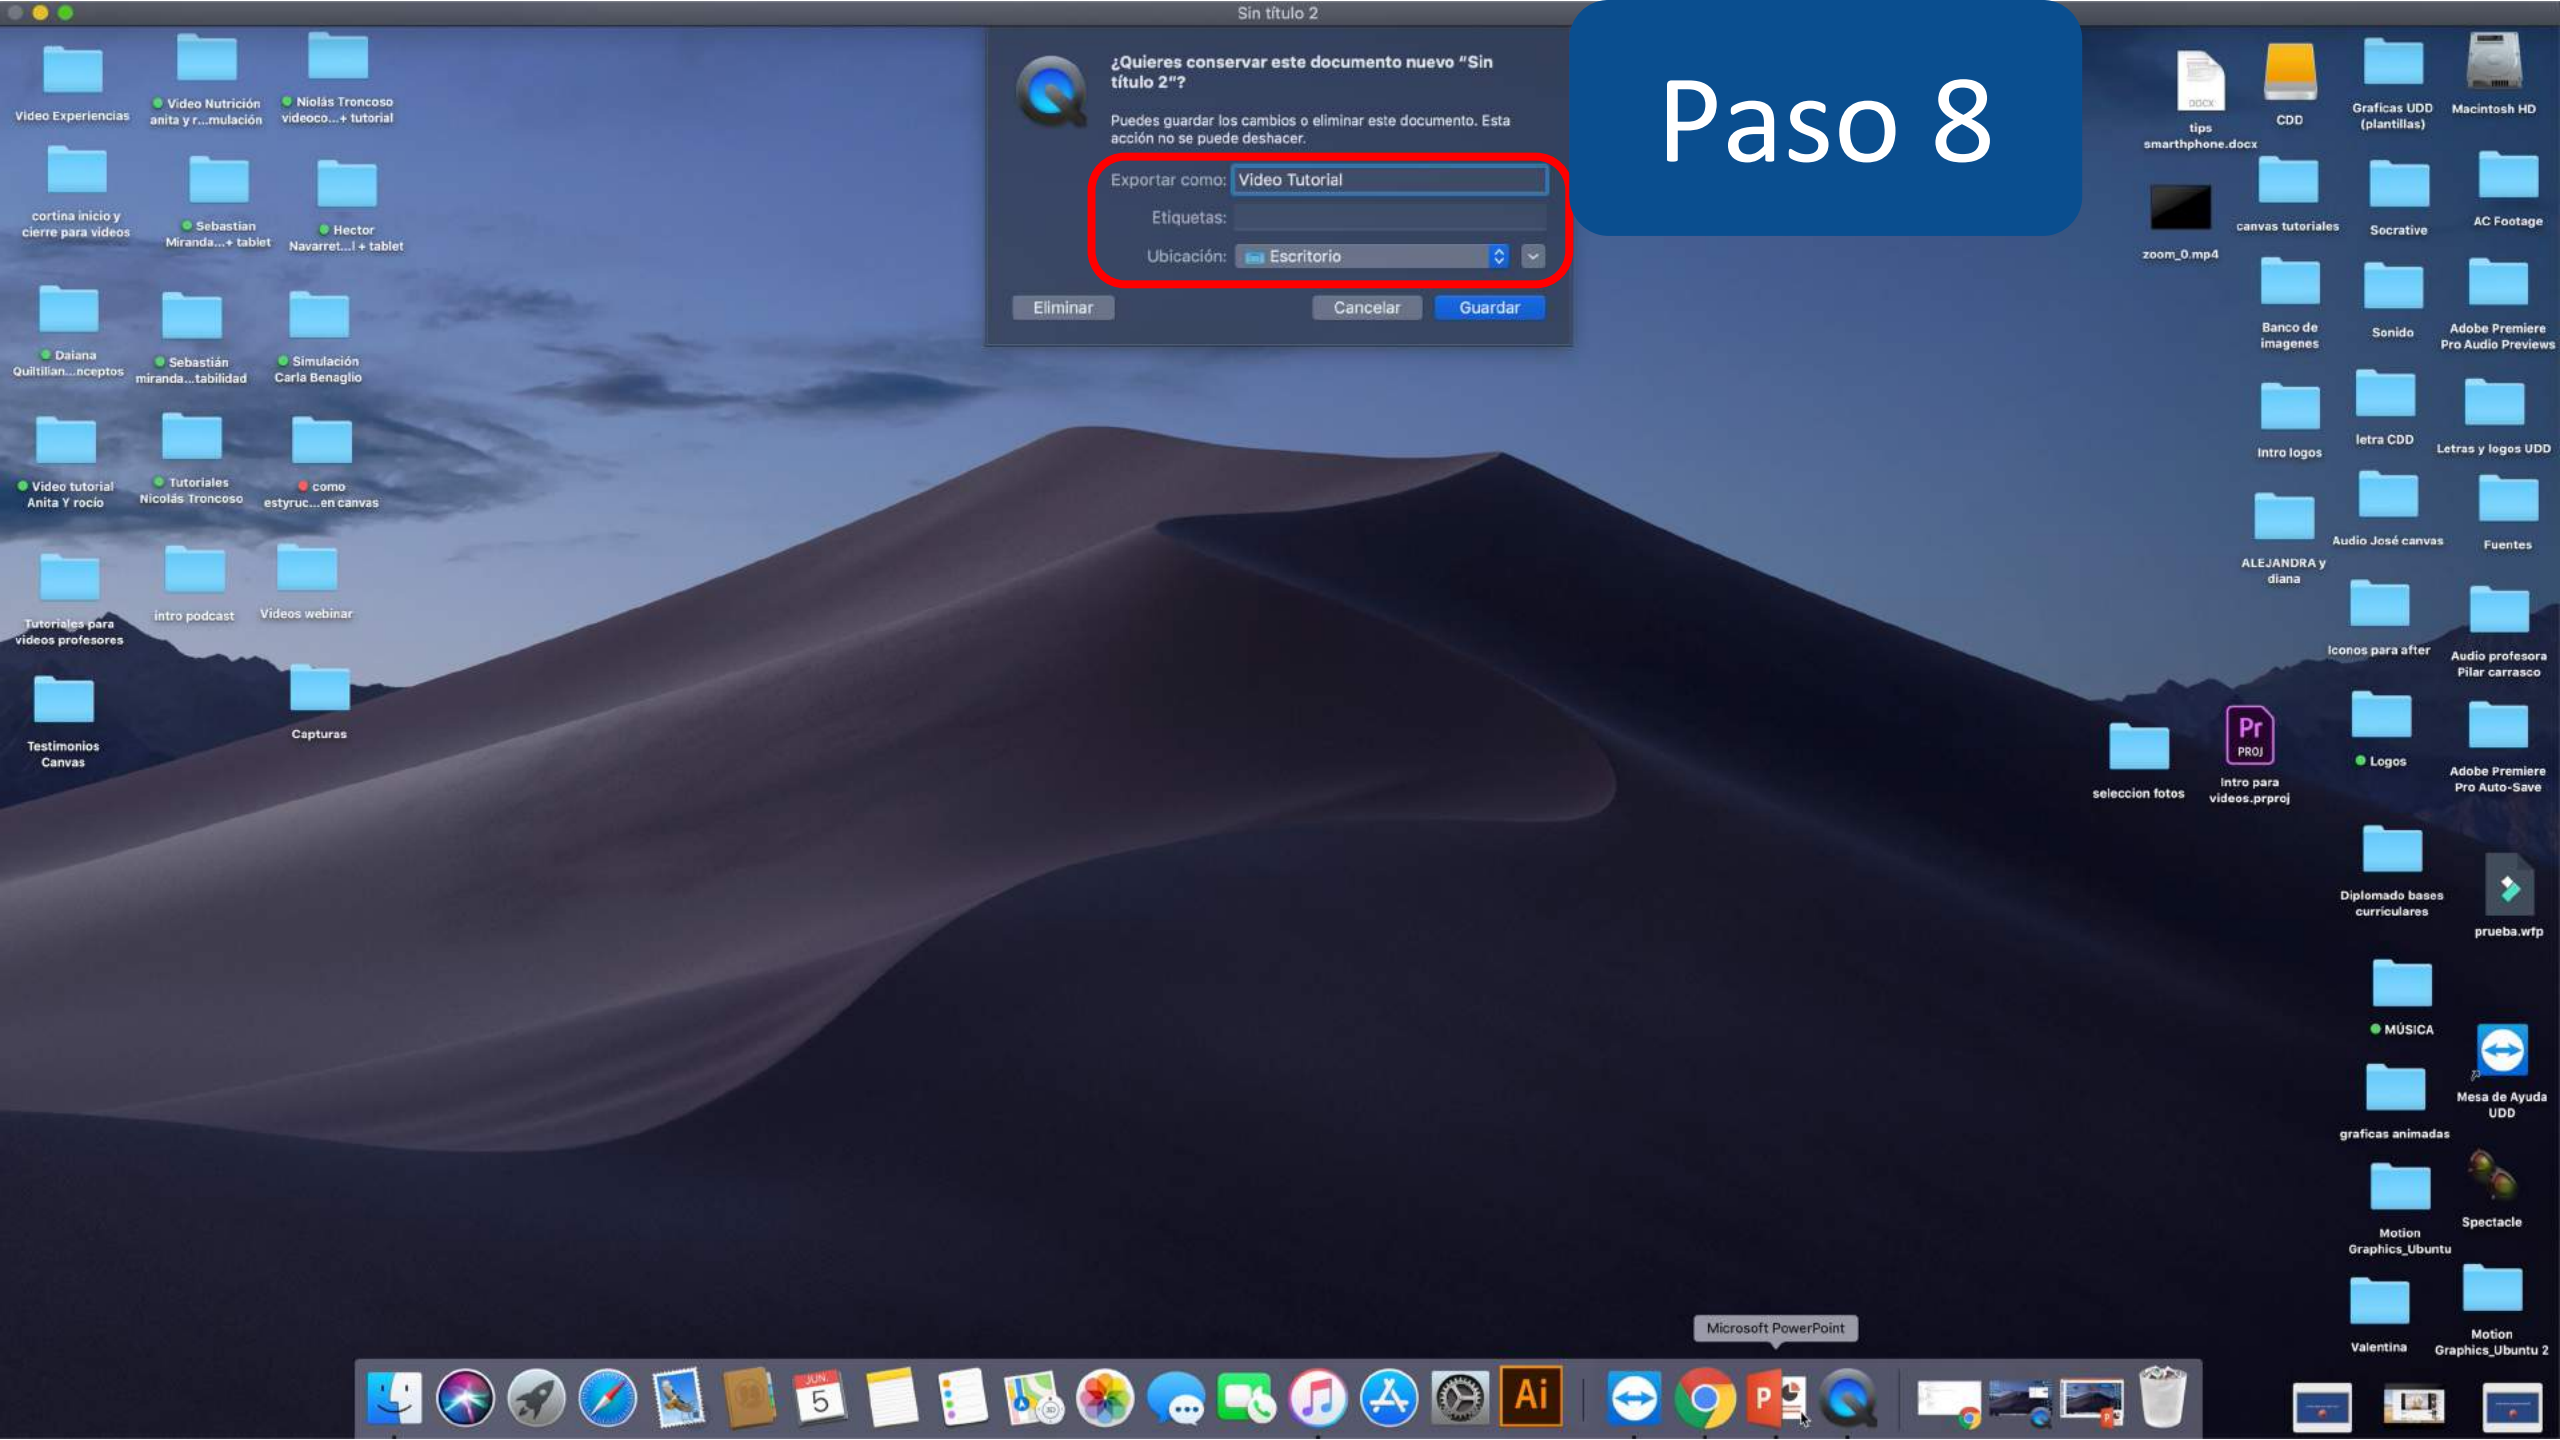 Sin título 2
¿Quieres conservar este documento nuevo “Sin
título 2”?
Puedes guardar los cambios o eliminar este documento. Esta
acción no se puede deshacer.
Exportar como: Video Tutorial
Etiquetas:
Ubicación: Escritorio
Eliminar
Cancelar
Guardar
Paso 8
Video Experiencias
Video Nutrición
anita y r...mulación
Niolás Troncoso
videoco...+ tutorial
cortina inicio y
cierre para videos
Sebastian
Miranda...+ tablet
Hector
Navarret...l + tablet
Daiana
Quiltilian...nceptos
Sebastián
miranda...tabilidad
Simulación
Carla Benaglio
Video tutorial
Anita Y rocío
Tutoriales
Nicolás Troncoso
como
estyruc...en canvas
Tutoriales para
videos profesores
intro podcast
Videos webinar
Testimonios
Canvas
Capturas
DOCX
tips
smarthphone.docx
CDD
Graficas UDD
(plantillas)
Macintosh HD
zoom_0.mp4
canvas tutoriales
Socrative
AC Footage
Banco de
imagenes
Sonido
Adobe Premiere
Pro Audio Previews
Intro logos
letra CDD
Letras y logos UDD
ALEJANDRA y
diana
Audio José canvas
Fuentes
Iconos para after
Audio profesora
Pilar carrasco
seleccion fotos
Pr
PROJ
Intro para
videos.prproj
Logos
Adobe Premiere
Pro Auto-Save
Diplomado bases
curriculares
prueba.wfp
MÚSICA
Mesa de Ayuda
UDD
graficas animadas
Motion
Graphics_Ubuntu
Spectacle
Valentina
Motion
Graphics_Ubuntu 2
Microsoft PowerPoint
JUN.
5
3D
Ai
P